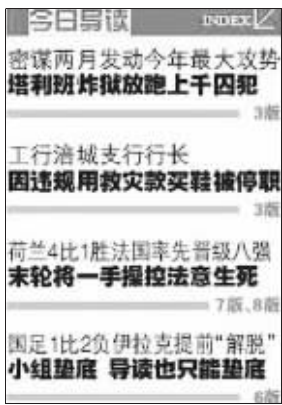 今日导读 INDEX
密谋两月发动今年最大攻势
塔利班炸狱放跑上千囚犯
3版
工行涪城支行行长
因违规用救灾款买鞋被停职
3版
荷兰4比1胜法国率先晋级八强
末轮将一手操控法意生死
7版、8版
国足1比2负伊拉克提前“解脱”
小组垫底 导读也只能垫底
6版